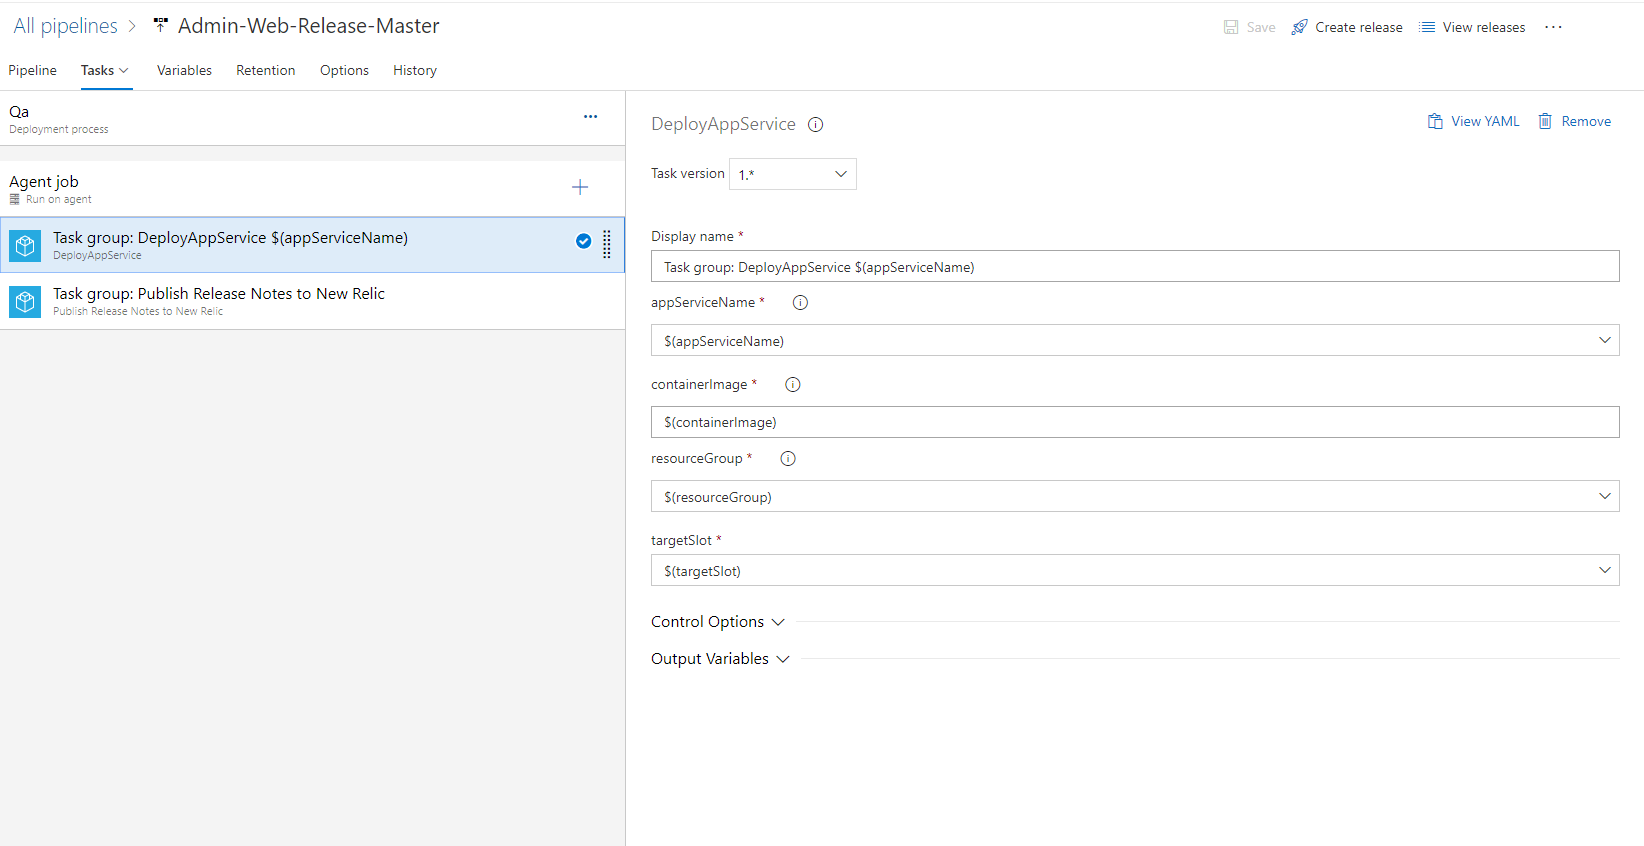 All pipelines > Admin-Web-Release-Master
Save Create release View releases ...
Pipeline Tasks Variables Retention Options History
Qa
Deployment process
...
Agent job
Run on agent
Task group: DeployAppService $(appServiceName)
DeployAppService
Task group: Publish Release Notes to New Relic
Publish Release Notes to New Relic
DeployAppService
View YAML Remove
Task version 1.*
Display name *
Task group: DeployAppService $(appServiceName)
appServiceName *
$(appServiceName)
containerImage *
$(containerImage)
resourceGroup *
$(resourceGroup)
targetSlot *
$(targetSlot)
Control Options
Output Variables